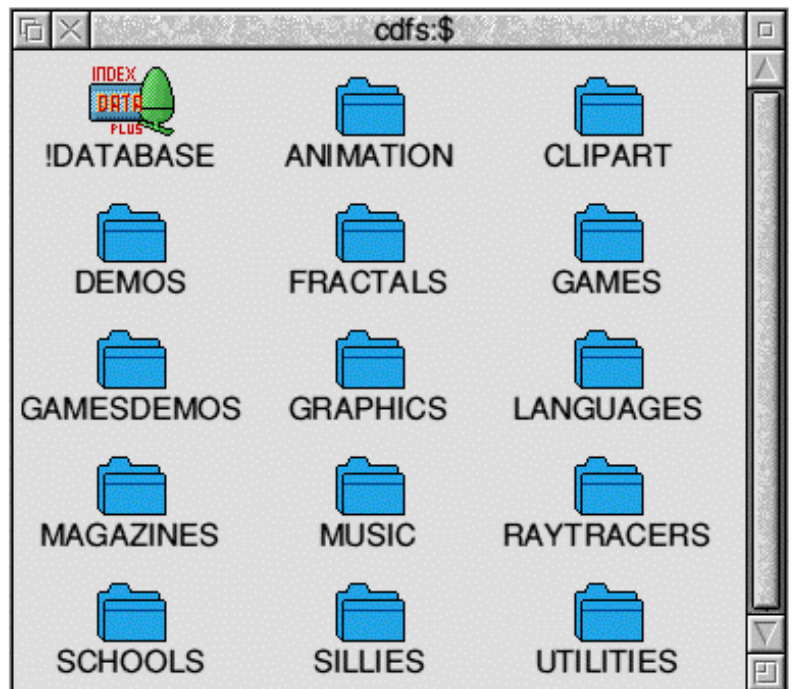 cdfs:$
INDEX
DATA
PLUS
!DATABASE
ANIMATION
CLIPART
DEMOS
FRACTALS
GAMES
GAMESDEMOS
GRAPHICS
LANGUAGES
MAGAZINES
MUSIC
RAYTRACERS
SCHOOLS
SILLIES
UTILITIES